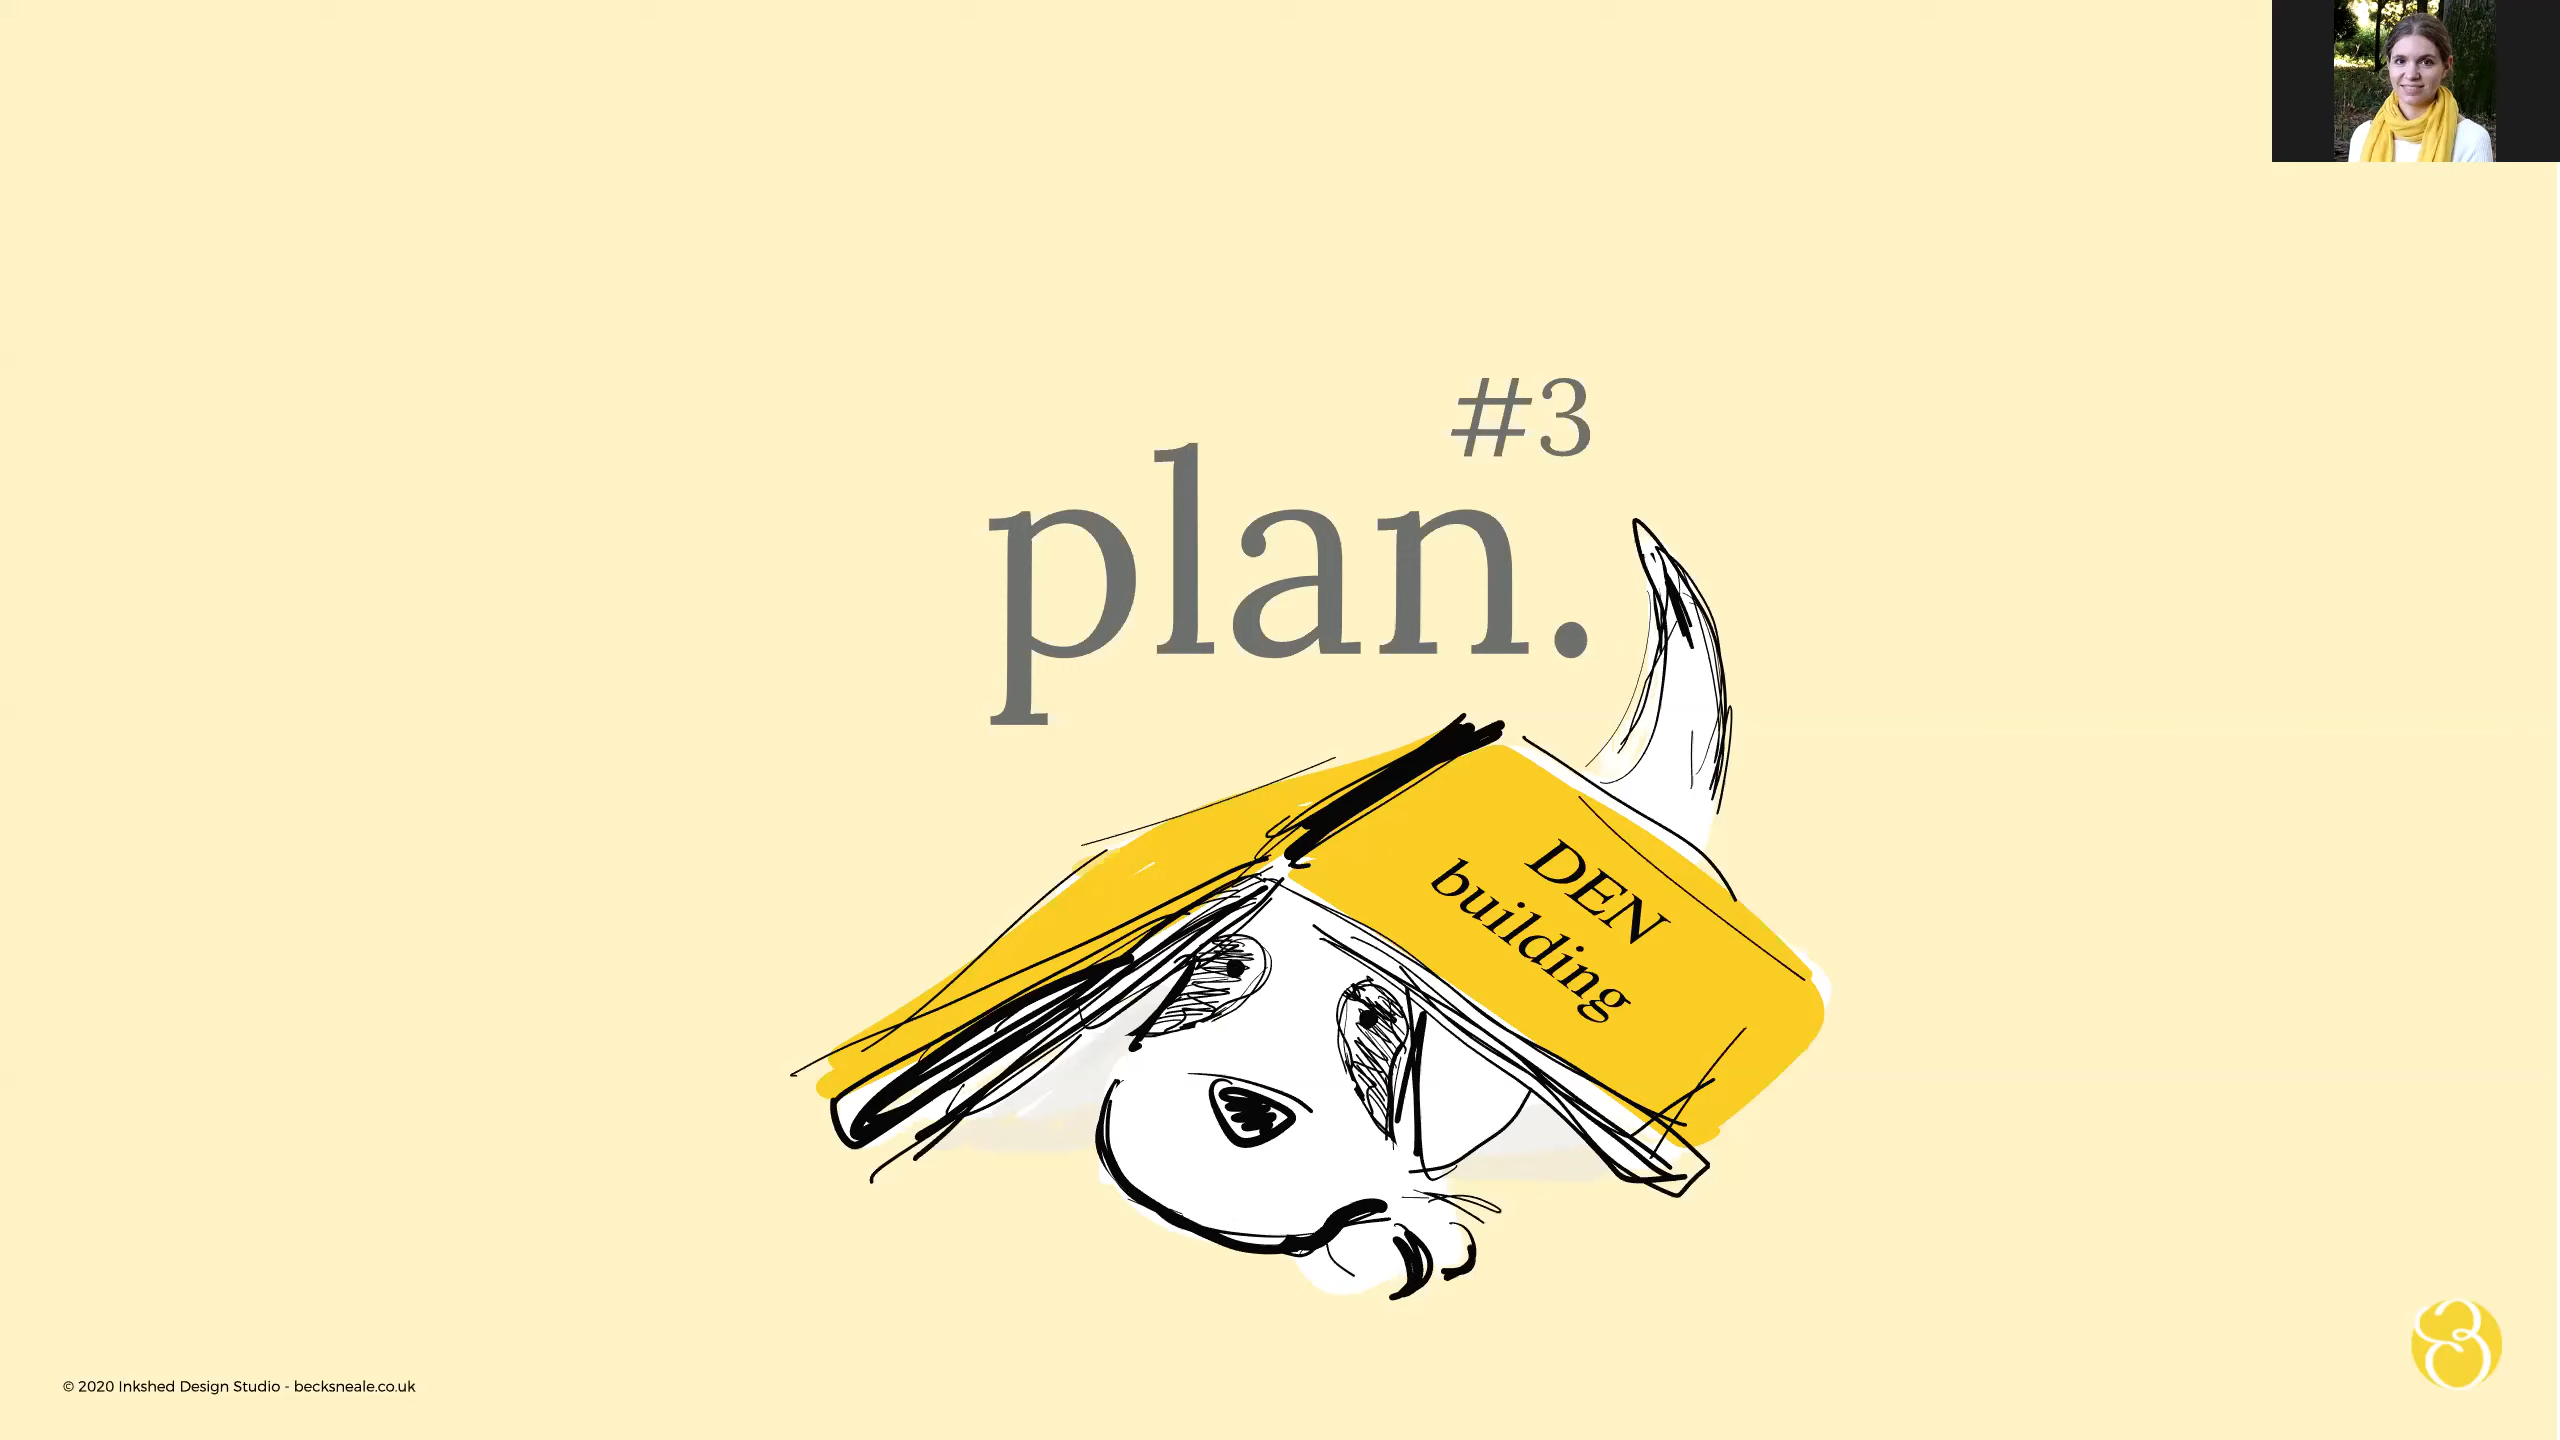 #3
plan.
DEN
building
© 2020 Inkshed Design Studio - becksneale.co.uk